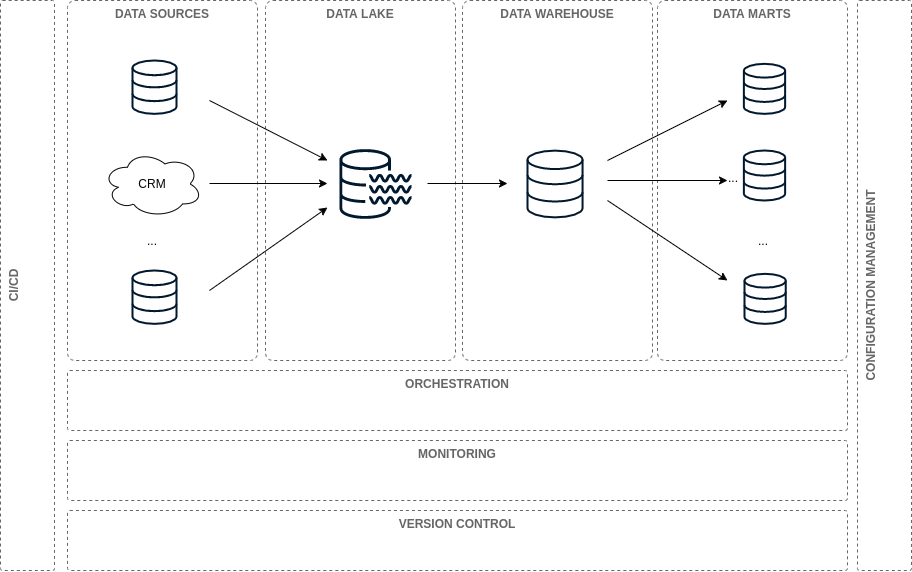 DATA SOURCES
DATA LAKE
DATA WAREHOUSE
DATA MARTS
CRM
...
...
...
CI/CD
CONFIGURATION MANAGEMENT
ORCHESTRATION
MONITORING
VERSION CONTROL